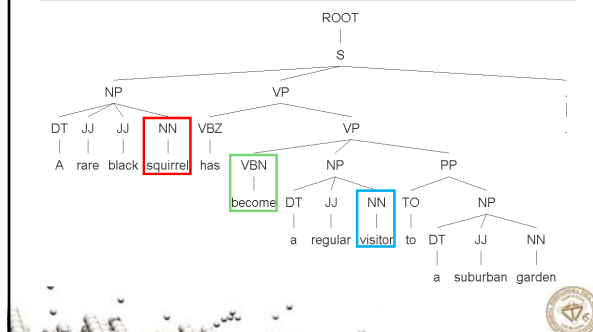 ROOT
S
NP VP
DT JJ JJ NN VBZ VP
A rare black squirrel has VBN NP PP
become DT JJ NN TO NP
a regular visitor to DT JJ NN
a suburban garden